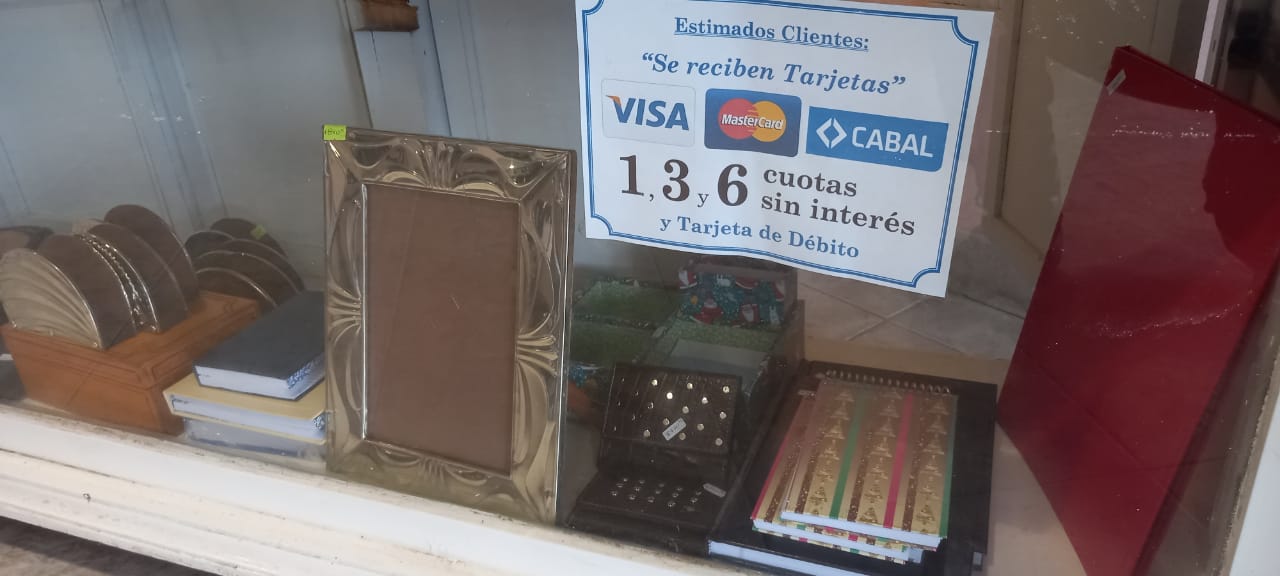 Estimados Clientes:
“Se reciben Tarjetas”
VISA
MasterCard
CABAL
1, 3 y 6 cuotas
sin interés
y Tarjeta de Débito